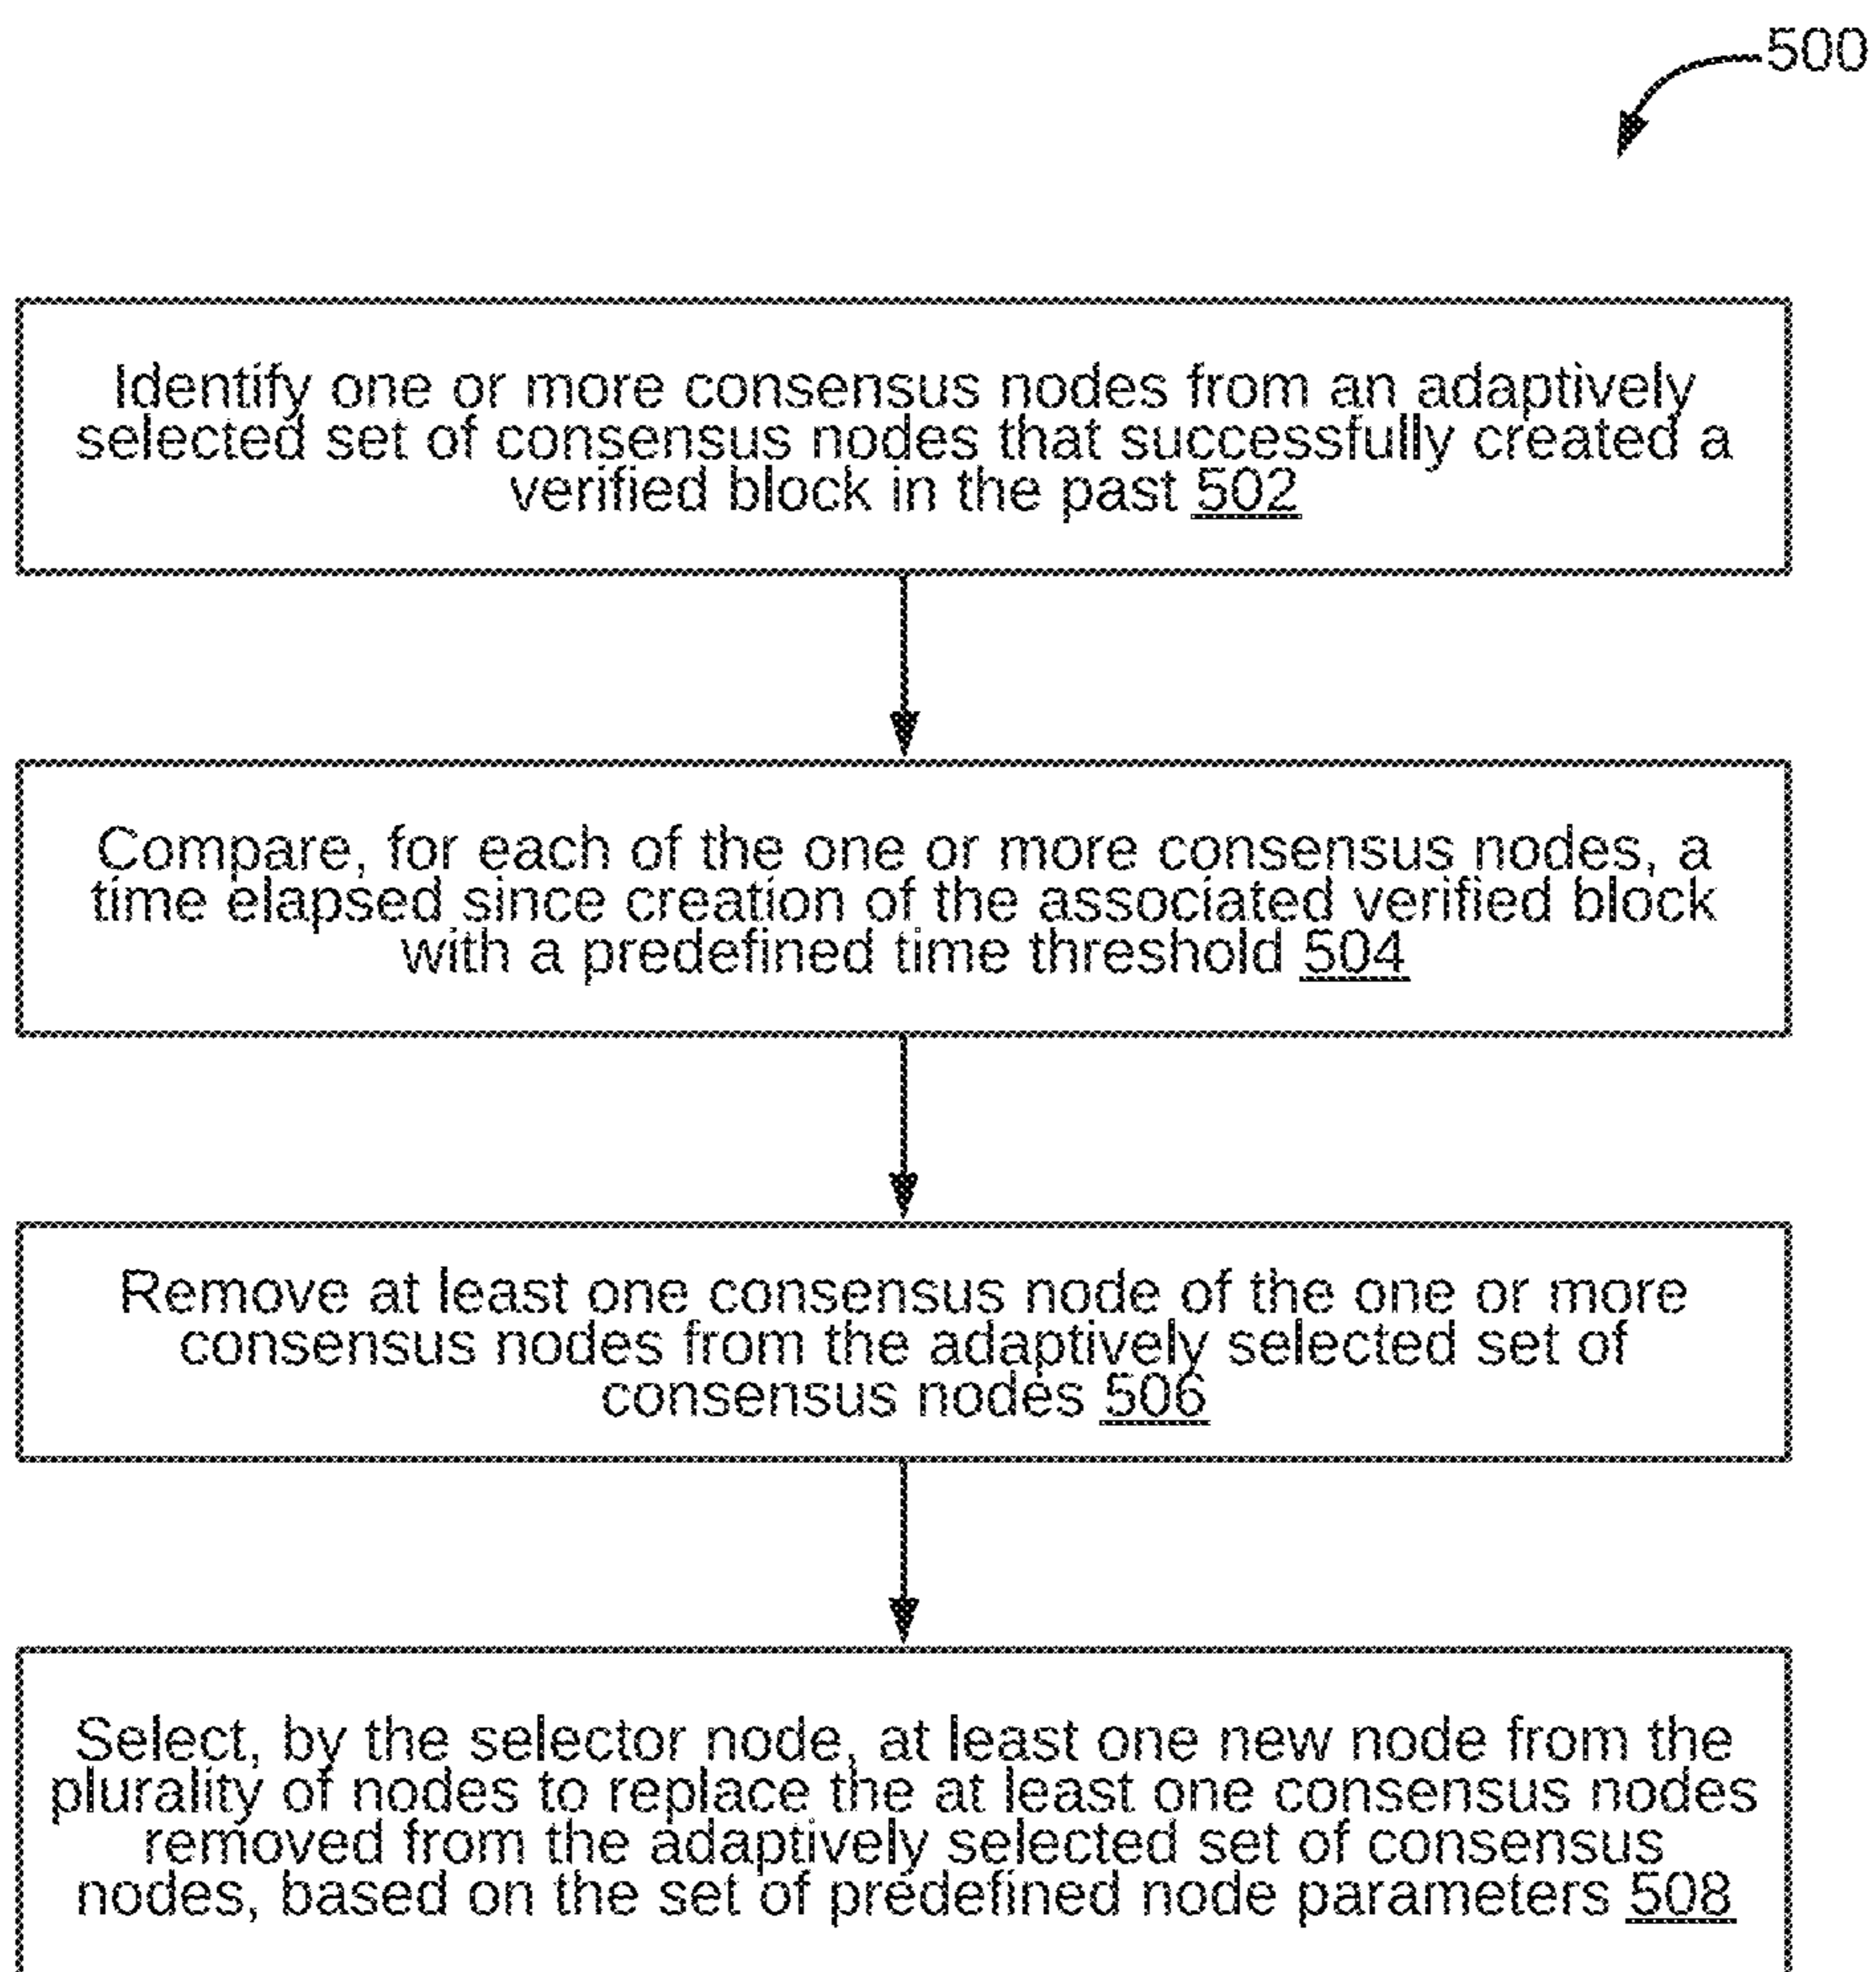 500
Identify one or more consensus nodes from an adaptively
selected set of consensus nodes that successfully created a
verified block in the past 502
Compare, for each of the one or more consensus nodes, a
time elapsed since creation of the associated verified block
with a predefined time threshold 504
Remove at least one consensus node of the one or more
consensus nodes from the adaptively selected set of
consensus nodes 506
Select, by the selector node, at least one new node from the
plurality of nodes to replace the at least one consensus nodes
removed from the adaptively selected set of consensus
nodes, based on the set of predefined node parameters 508